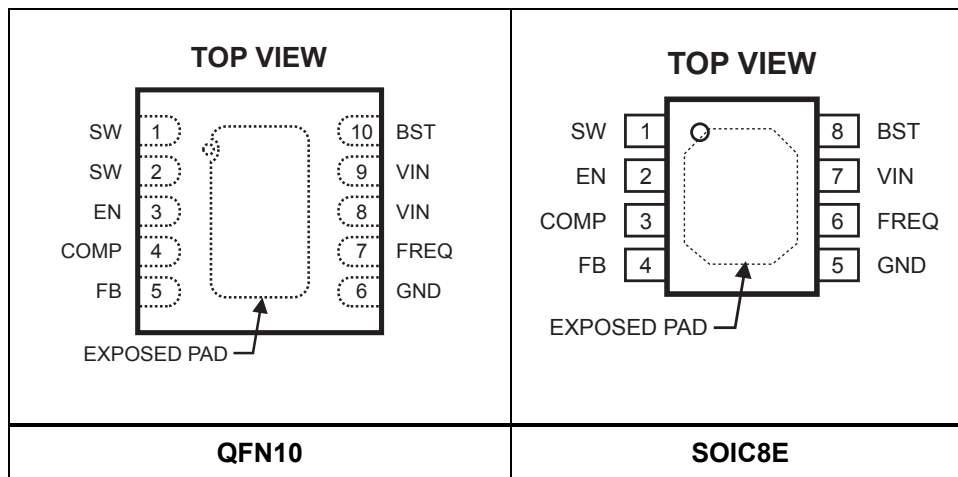 TOP VIEW
SW 1 10 BST
SW 2 9 VIN
EN 3 8 VIN
COMP 4 7 FREQ
FB 5 6 GND
EXPOSED PAD
QFN10
TOP VIEW
SW 1 8 BST
EN 2 7 VIN
COMP 3 6 FREQ
FB 4 5 GND
EXPOSED PAD
SOIC8E